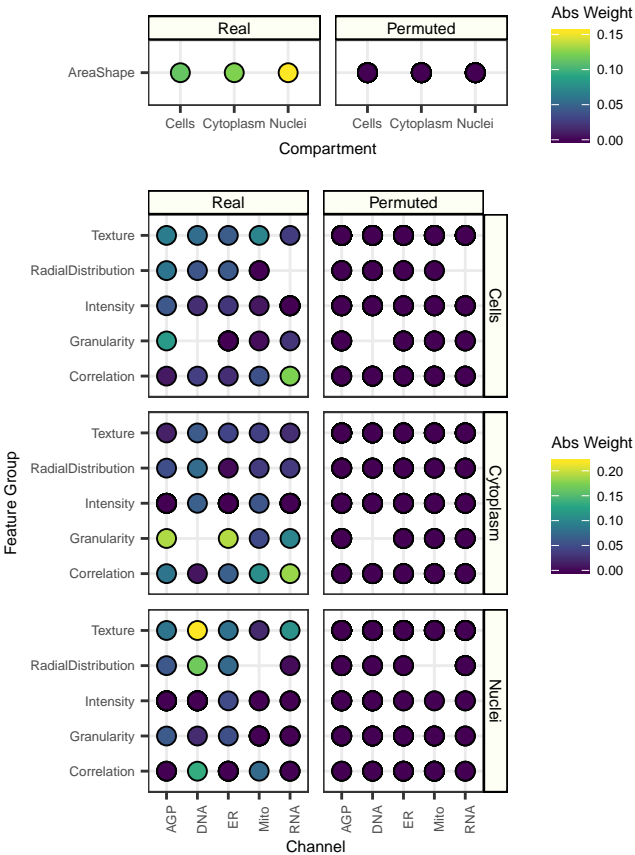 Abs Weight
Real Permuted
0.15
AreaShape
0.10
0.05
0.00
Cells Cytoplasm Nuclei Cells Cytoplasm Nuclei
Compartment
Real Permuted
Texture
RadialDistribution
Intensity
Granularity
Correlation
Cells
Texture
RadialDistribution
Intensity
Granularity
Correlation
Cytoplasm
Abs Weight
0.20
0.15
0.10
0.05
0.00
Feature Group
Texture
RadialDistribution
Intensity
Granularity
Correlation
Nuclei
AGP DNA ER Mito RNA AGP DNA ER Mito RNA
Channel